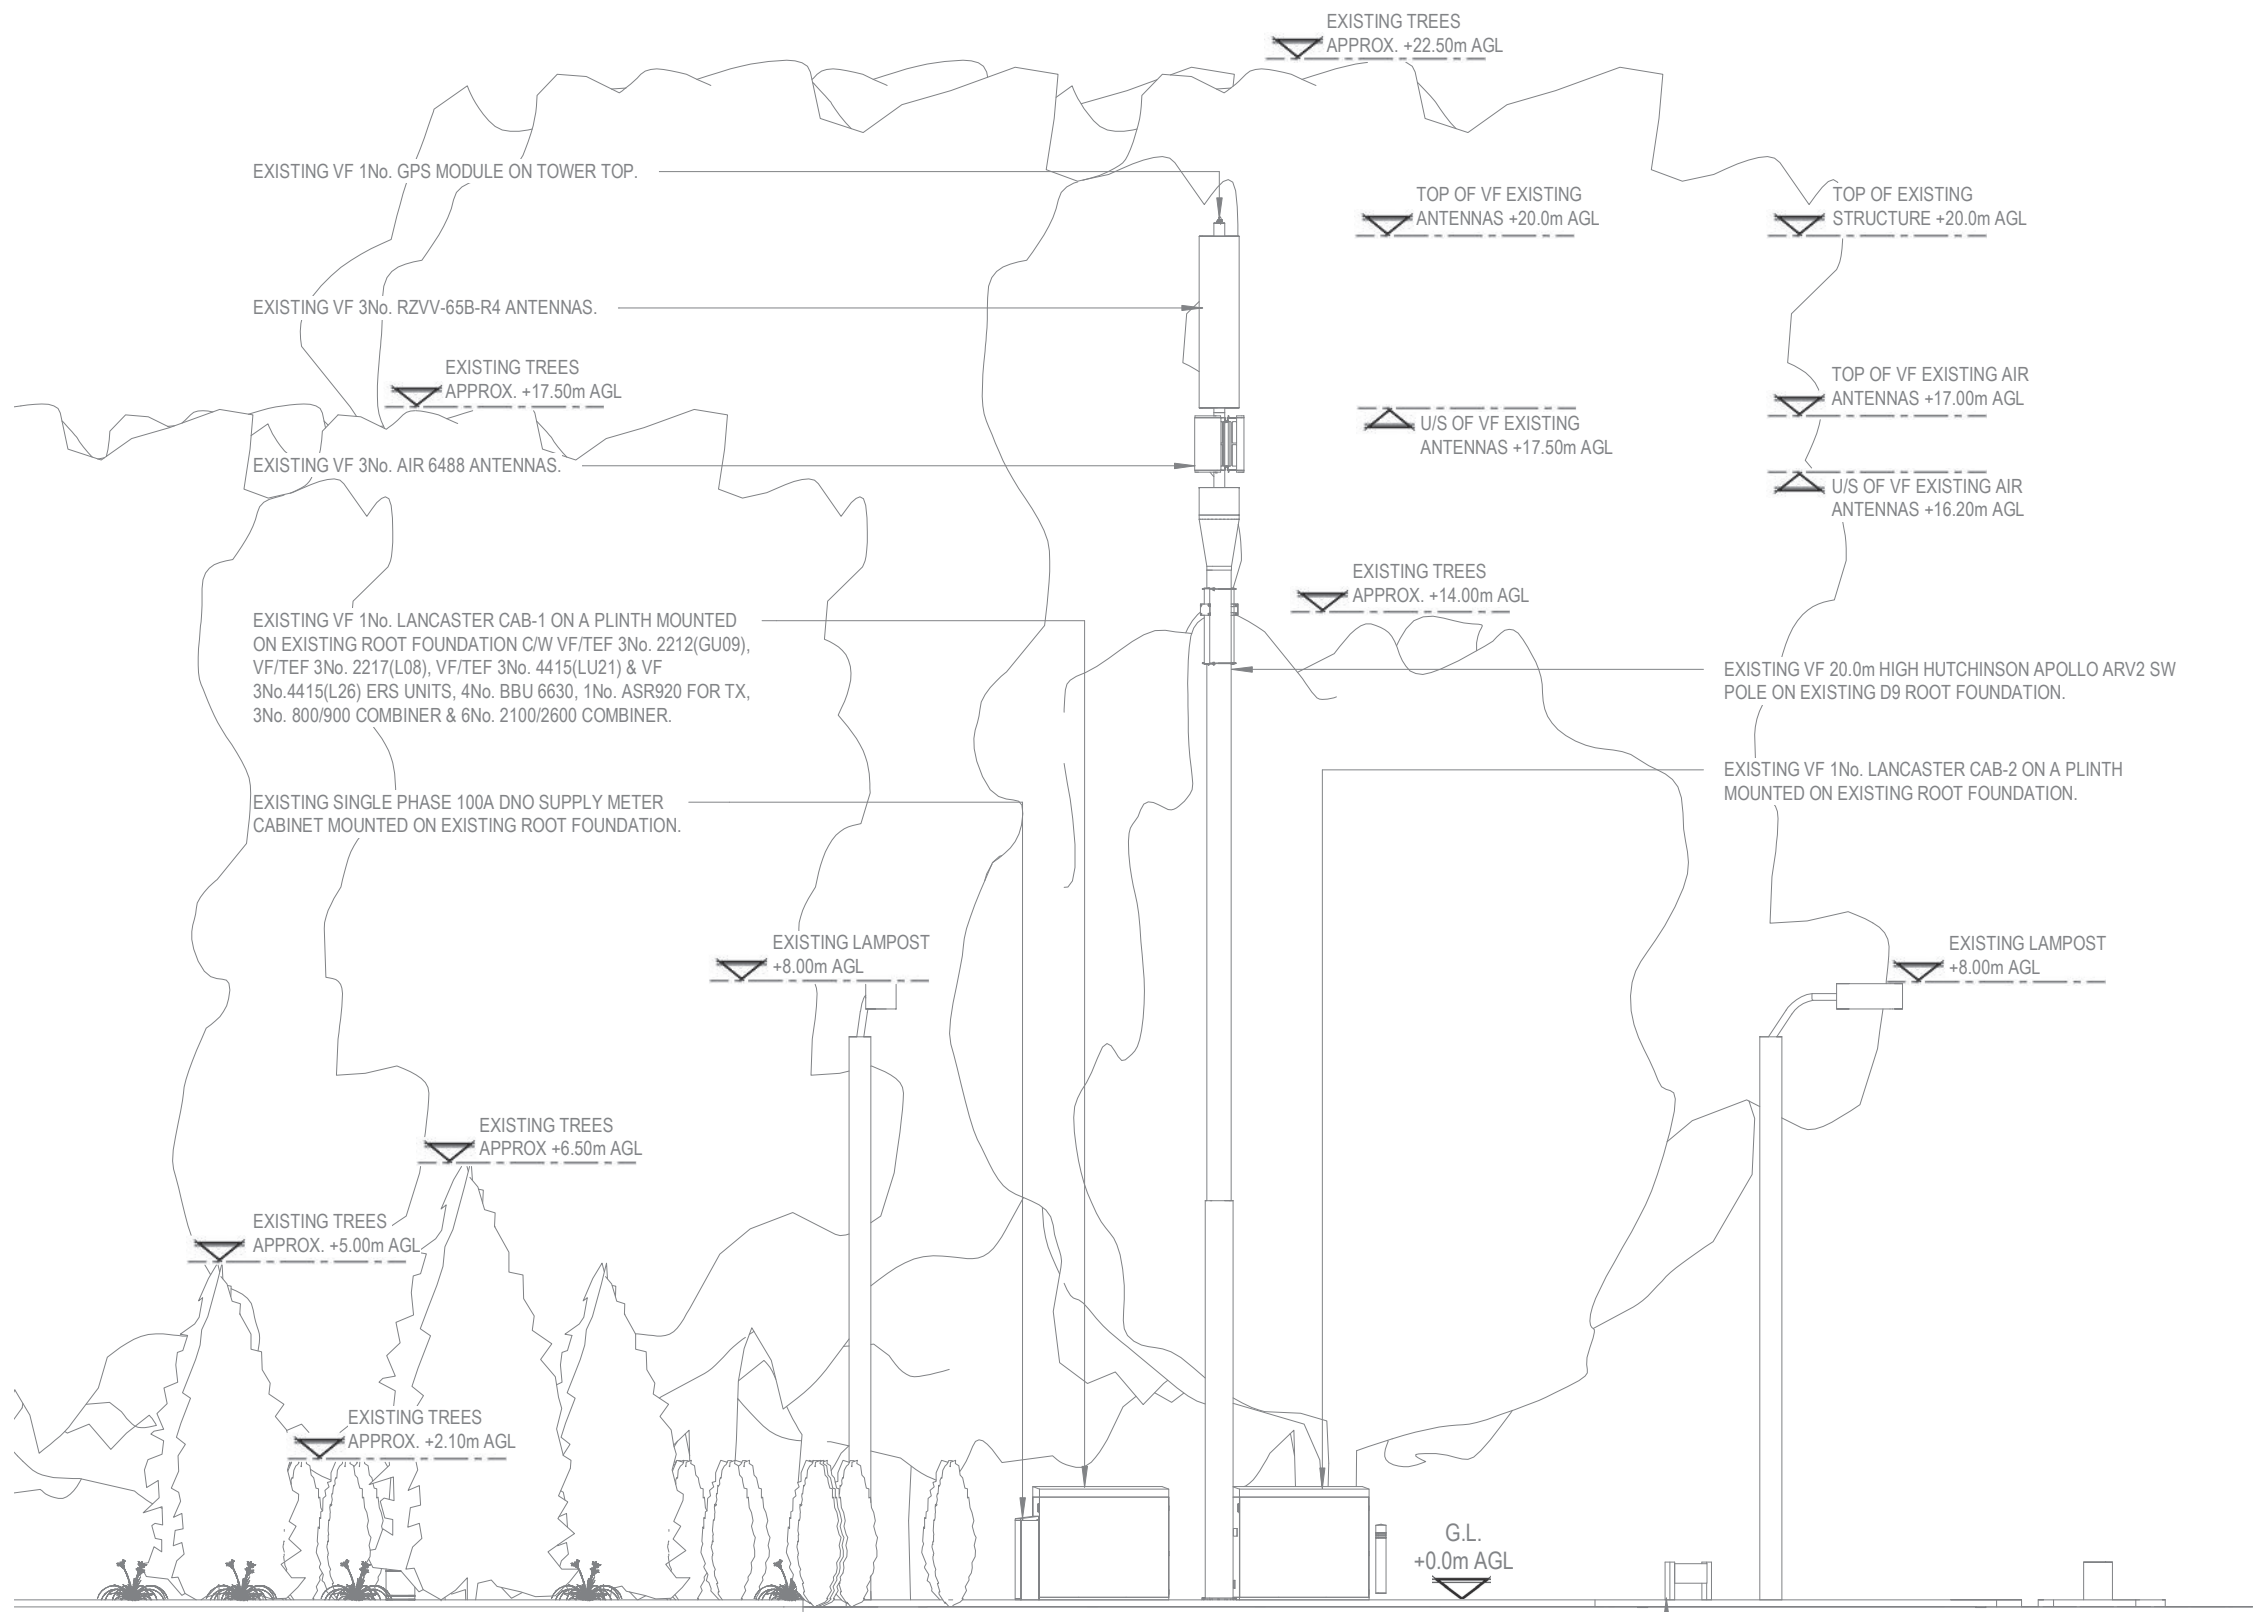 EXISTING TREES
APPROX. +22.50m AGL
EXISTING VF 1No. GPS MODULE ON TOWER TOP.
TOP OF VF EXISTING
ANTENNAS +20.0m AGL
TOP OF EXISTING
STRUCTURE +20.0m AGL
EXISTING VF 3No. RZVV-65B-R4 ANTENNAS.
EXISTING TREES
APPROX. +17.50m AGL
TOP OF VF EXISTING AIR
ANTENNAS +17.00m AGL
U/S OF VF EXISTING
ANTENNAS +17.50m AGL
EXISTING VF 3No. AIR 6488 ANTENNAS.
U/S OF VF EXISTING AIR
ANTENNAS +16.20m AGL
EXISTING TREES
APPROX. +14.00m AGL
EXISTING VF 1No. LANCASTER CAB-1 ON A PLINTH MOUNTED
ON EXISTING ROOT FOUNDATION C/W VF/TEF 3No. 2212(GU09),
VF/TEF 3No. 2217(L08), VF/TEF 3No. 4415(LU21) & VF
3No.4415(L26) ERS UNITS, 4No. BBU 6630, 1No. ASR920 FOR TX,
3No. 800/900 COMBINER & 6No. 2100/2600 COMBINER.
EXISTING VF 20.0m HIGH HUTCHINSON APOLLO ARV2 SW
POLE ON EXISTING D9 ROOT FOUNDATION.
EXISTING VF 1No. LANCASTER CAB-2 ON A PLINTH
MOUNTED ON EXISTING ROOT FOUNDATION.
EXISTING SINGLE PHASE 100A DNO SUPPLY METER
CABINET MOUNTED ON EXISTING ROOT FOUNDATION.
EXISTING LAMPOST
+8.00m AGL
EXISTING LAMPOST
+8.00m AGL
EXISTING TREES
APPROX +6.50m AGL
EXISTING TREES
APPROX. +5.00m AGL
EXISTING TREES
APPROX. +2.10m AGL
G.L.
+0.0m AGL